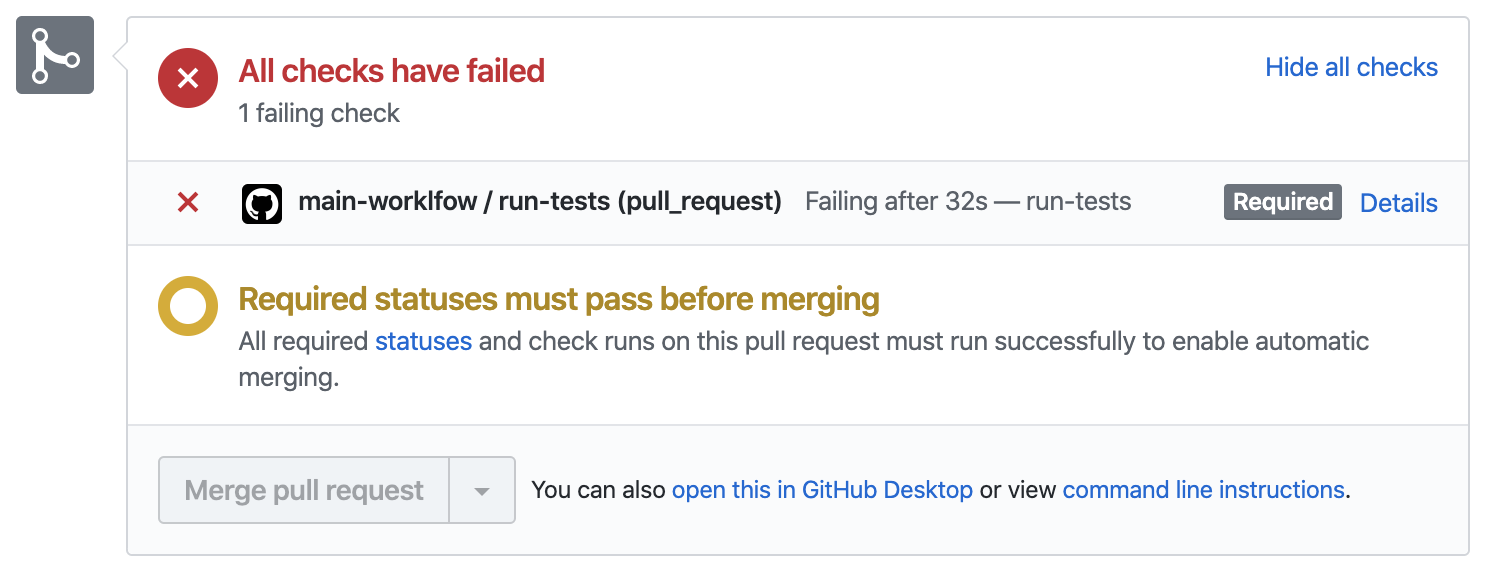 All checks have failed
Hide all checks
1 failing check
main-worklfow / run-tests (pull_request) Failing after 32s — run-tests Required Details
Required statuses must pass before merging
All required statuses and check runs on this pull request must run successfully to enable automatic
merging.
Merge pull request You can also open this in GitHub Desktop or view command line instructions.